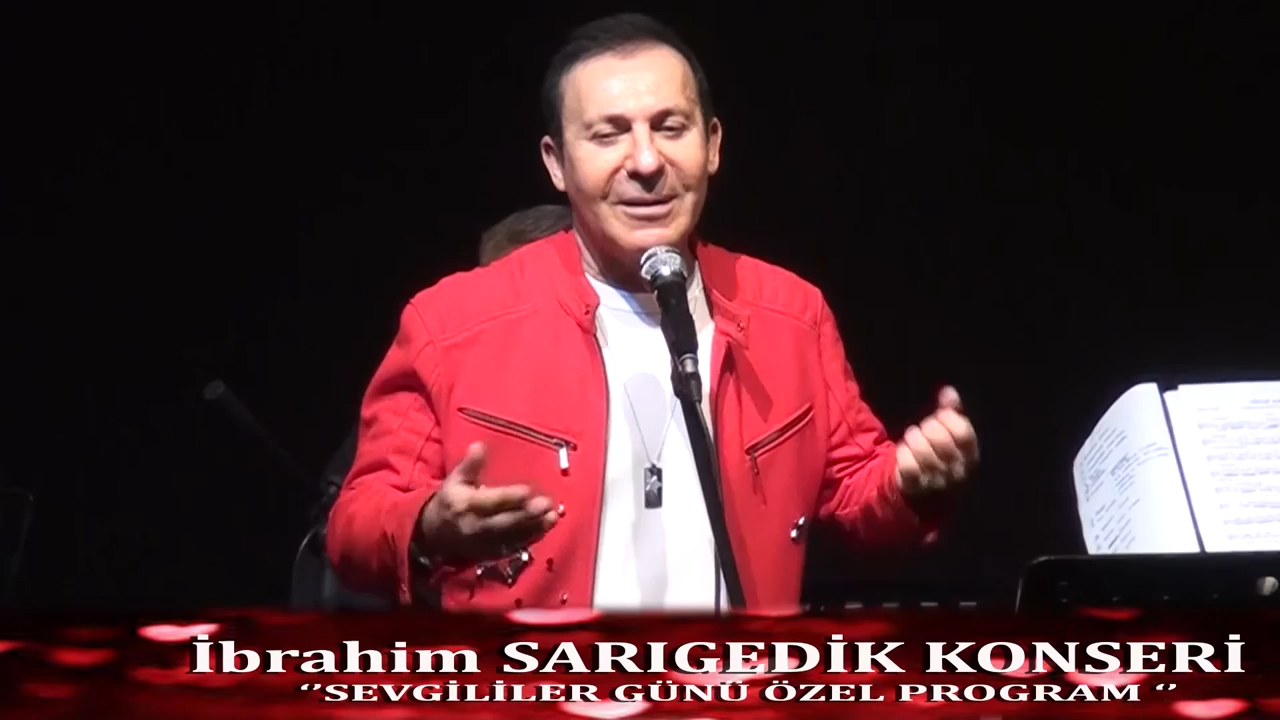 İbrahim SARIGEDİK KONSERİ
‘’SEVGİLİLER GÜNÜ ÖZEL PROGRAM ‘’